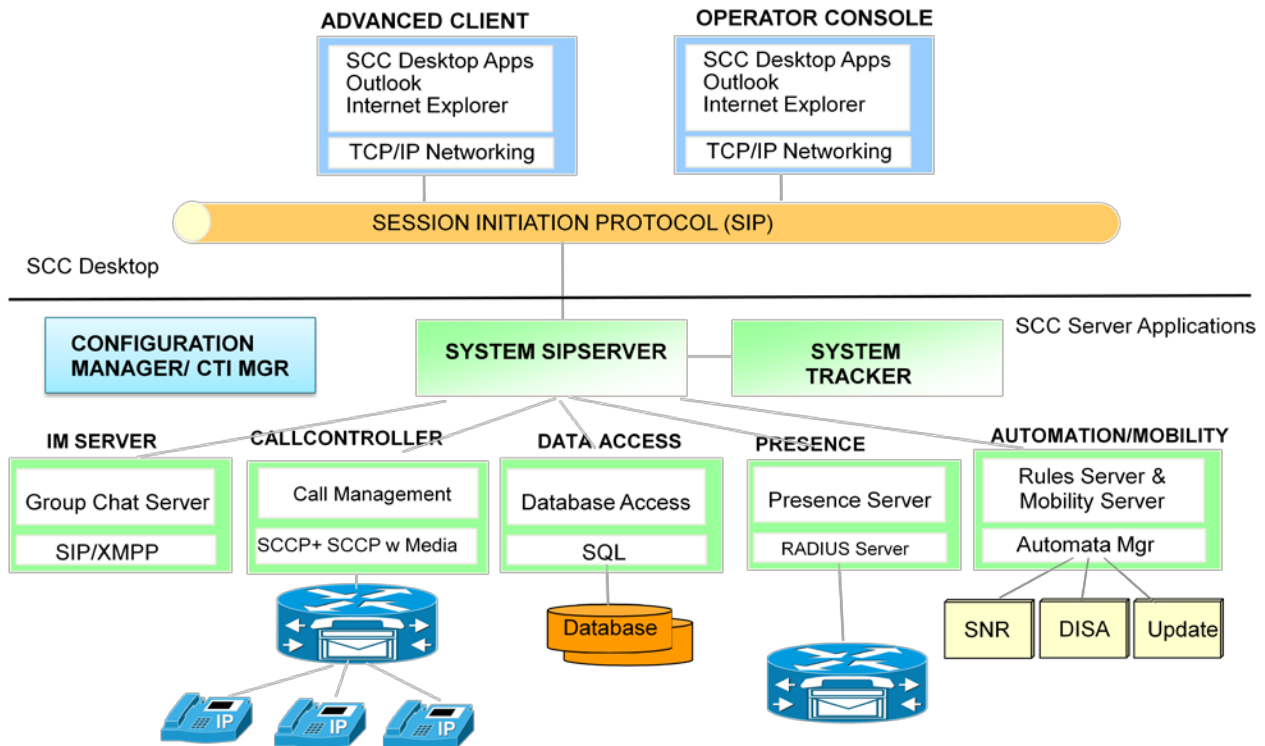 ADVANCED CLIENT
OPERATOR CONSOLE
SCC Desktop Apps
Outlook
Internet Explorer
TCP/IP Networking
SCC Desktop Apps
Outlook
Internet Explorer
TCP/IP Networking
SESSION INITIATION PROTOCOL (SIP)
SCC Desktop
SCC Server Applications
CONFIGURATION
MANAGER/ CTI MGR
SYSTEM SIPSERVER
SYSTEM
TRACKER
IM SERVER
CALLCONTROLLER
DATA ACCESS
PRESENCE
AUTOMATION/MOBILITY
Group Chat Server
SIP/XMPP
Call Management
SCCP+ SCCP w Media
Database Access
SQL
Presence Server
RADIUS Server
Rules Server &
Mobility Server
Automata Mgr
Database
SNR
DISA
Update
IP
IP
IP